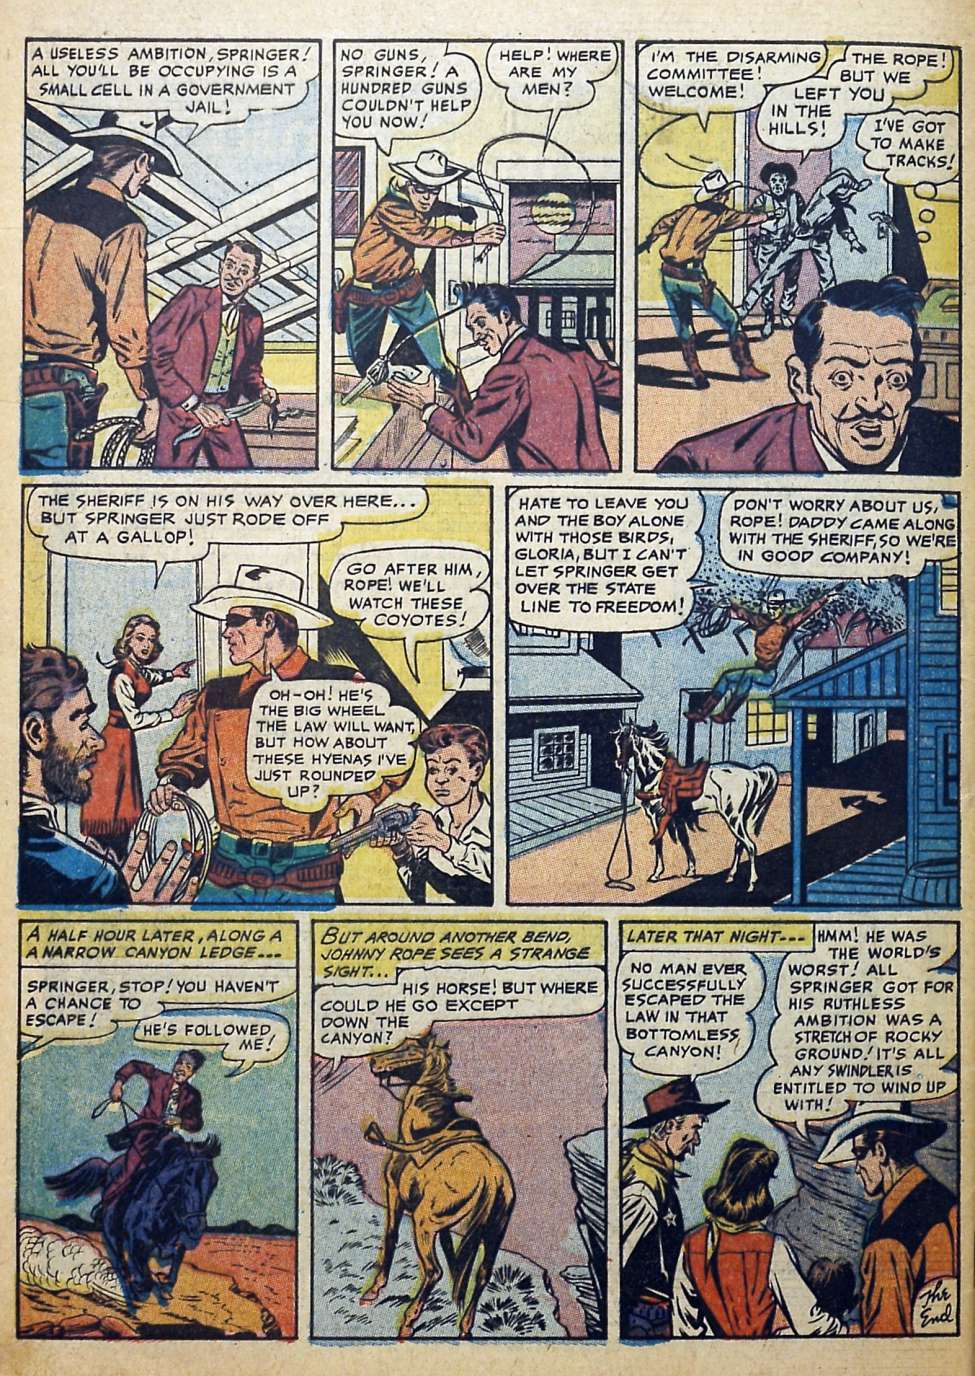 A USELESS AMBITION, SPRINGER!
ALL YOU'LL BE OCCUPYING IS A
SMALL CELL IN A GOVERNMENT
JAIL!
NO GUNS,
SPRINGER! A
HUNDRED GUNS
COULDN'T HELP
YOU NOW!
HELP! WHERE
ARE MY
MEN?
I'M THE DISARMING
COMMITTEE!
WELCOME!
THE ROPE!
BUT WE
LEFT YOU
IN THE
HILLS!
I'VE GOT
TO MAKE
TRACKS!
THE SHERIFF IS ON HIS WAY OVER HERE...
BUT SPRINGER JUST RODE OFF
AT A GALLOP!
GO AFTER HIM,
ROPE! WE'LL
WATCH THESE
COYOTES!
OH-OH! HE'S
THE BIG WHEEL
THE LAW WILL WANT,
BUT HOW ABOUT
THESE HYENAS I'VE
JUST ROUNDED
UP?
HATE TO LEAVE YOU
AND THE BOY ALONE
WITH THOSE BIRDS,
GLORIA, BUT I CAN'T
LET SPRINGER GET
OVER THE STATE
LINE TO FREEDOM!
DON'T WORRY ABOUT US,
ROPE! DADDY CAME ALONG
WITH THE SHERIFF, SO WE'RE
IN GOOD COMPANY!
A HALF HOUR LATER, ALONG A
A NARROW CANYON LEDGE---
SPRINGER, STOP! YOU HAVEN'T
A CHANCE TO
ESCAPE!
HE'S FOLLOWED
ME!
BUT AROUND ANOTHER BEND,
JOHNNY ROPE SEES A STRANGE
SIGHT...
HIS HORSE! BUT WHERE
COULD HE GO EXCEPT
DOWN THE
CANYON?
LATER THAT NIGHT---
NO MAN EVER
SUCCESSFULLY
ESCAPED THE
LAW IN THAT
BOTTOMLESS
CANYON!
HMM! HE WAS
THE WORLD'S
WORST! ALL
SPRINGER GOT FOR
HIS RUTHLESS
AMBITION WAS A
STRETCH OF ROCKY
GROUND! IT'S ALL
ANY SWINDLER IS
ENTITLED TO WIND UP
WITH!
The
End